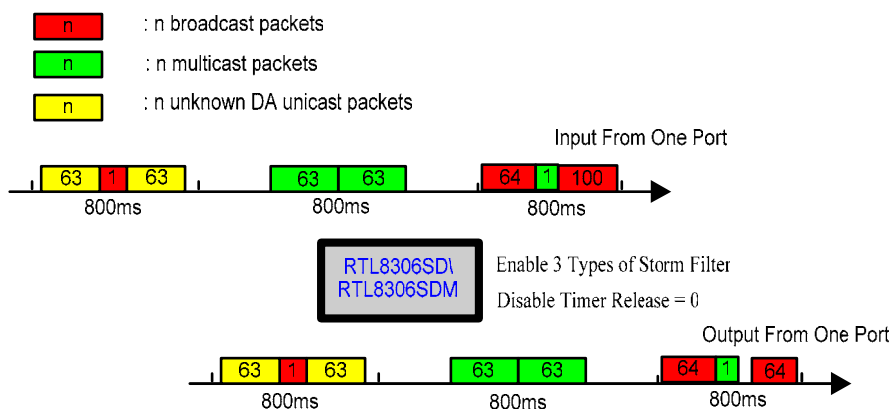 n : n broadcast packets
n : n multicast packets
n : n unknown DA unicast packets
Input From One Port
63 1 63 63 63 64 1 100
800ms 800ms 800ms
RTL8306SD\
RTL8306SDM
Enable 3 Types of Storm Filter
Disable Timer Release = 0
Output From One Port
63 1 63 63 63 64 1 64
800ms 800ms 800ms